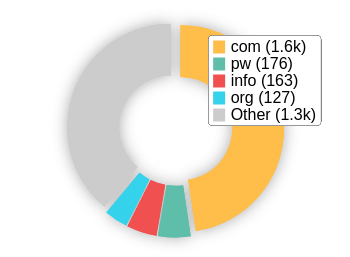 com (1.6k)
pw (176)
info (163)
org (127)
Other (1.3k)